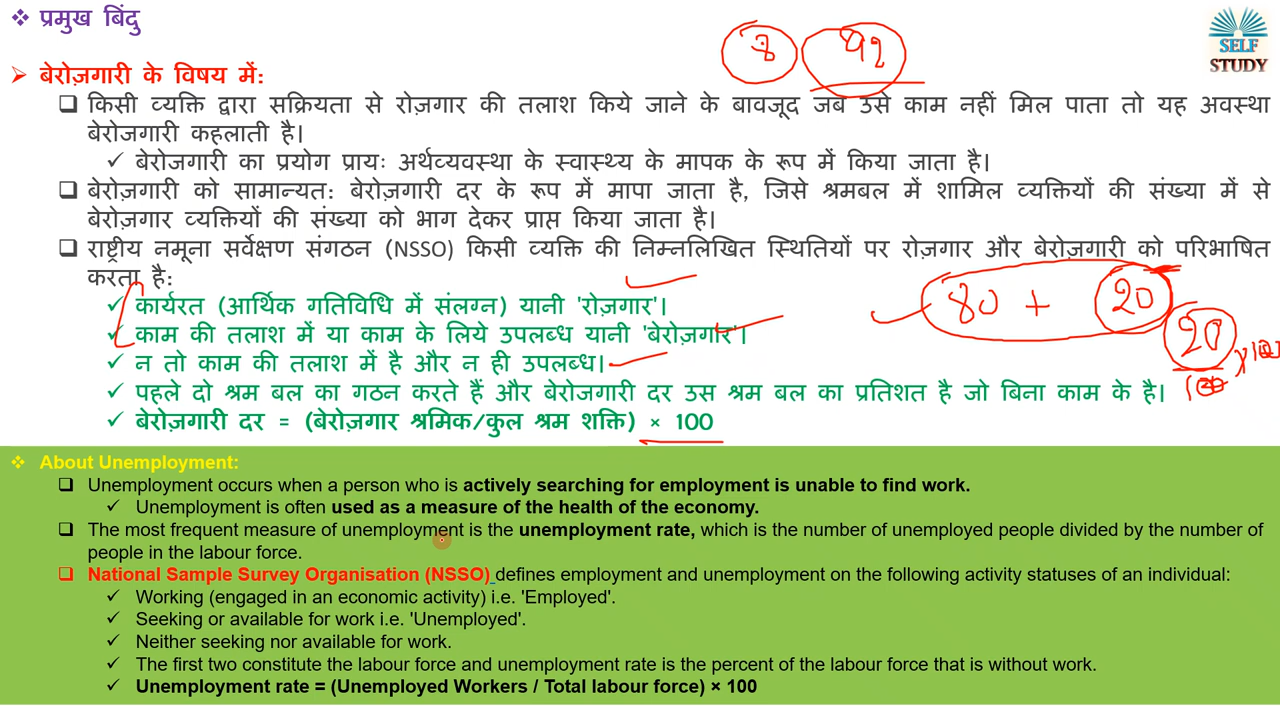 ❖ प्रमुख बिंदु
SELF
STUDY
8 92
➢ बेरोज़गारी के विषय में:
❑ किसी व्यक्ति द्वारा सक्रियता से रोज़गार की तलाश किये जाने के बावजूद जब उसे काम नहीं मिल पाता तो यह अवस्था
बेरोजगारी कहलाती है।
✓ बेरोजगारी का प्रयोग प्रायः अर्थव्यवस्था के स्वास्थ्य के मापक के रूप में किया जाता है।
❑ बेरोज़गारी को सामान्यत: बेरोज़गारी दर के रूप में मापा जाता है, जिसे श्रमबल में शामिल व्यक्तियों की संख्या में से
बेरोज़गार व्यक्तियों की संख्या को भाग देकर प्राप्त किया जाता है।
❑ राष्ट्रीय नमूना सर्वेक्षण संगठन (NSSO) किसी व्यक्ति की निम्नलिखित स्थितियों पर रोज़गार और बेरोज़गारी को परिभाषित
करता है:
✓ कार्यरत (आर्थिक गतिविधि में संलग्न) यानी 'रोज़गार'।
80 + 20
✓ काम की तलाश में या काम के लिये उपलब्ध यानी 'बेरोज़गार'।
20
✓ न तो काम की तलाश में है और न ही उपलब्ध।
x100
✓ पहले दो श्रम बल का गठन करते हैं और बेरोजगारी दर उस श्रम बल का प्रतिशत है जो बिना काम के है।
100
✓ बेरोज़गारी दर = (बेरोज़गार श्रमिक/कुल श्रम शक्ति) × 100
❖ About Unemployment:
❑ Unemployment occurs when a person who is actively searching for employment is unable to find work.
✓ Unemployment is often used as a measure of the health of the economy.
❑ The most frequent measure of unemployment is the unemployment rate, which is the number of unemployed people divided by the number of
people in the labour force.
❑ National Sample Survey Organisation (NSSO) defines employment and unemployment on the following activity statuses of an individual:
✓ Working (engaged in an economic activity) i.e. 'Employed'.
✓ Seeking or available for work i.e. 'Unemployed'.
✓ Neither seeking nor available for work.
✓ The first two constitute the labour force and unemployment rate is the percent of the labour force that is without work.
✓ Unemployment rate = (Unemployed Workers / Total labour force) × 100